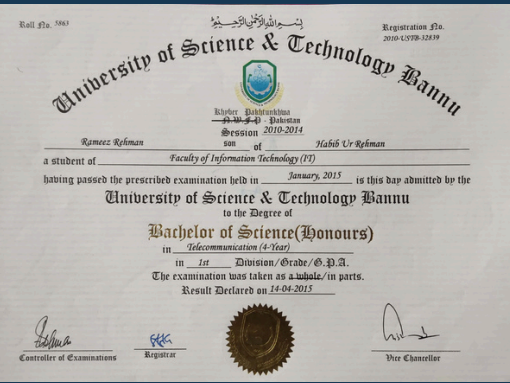 Roll No. 5863
بسم الله الرحمن الرحيم
Registration No.
2010-USTB-32839
University of Science & Technology Bannu
Khyber Pakhtunkhwa
N.W.F.P - Pakistan
Session 2010-2014
Rameez Rehman son of Habib Ur Rehman
a student of Faculty of Information Technology (IT)
having passed the prescribed examination held in January, 2015 is this day admitted by the
University of Science & Technology Bannu
to the Degree of
Bachelor of Science(Honours)
in Telecommunication (4-Year)
in 1st Division/Grade/G.P.A.
The examination was taken as a whole/in parts.
Result Declared on 14-04-2015
Controller of Examinations
Registrar
Vice Chancellor